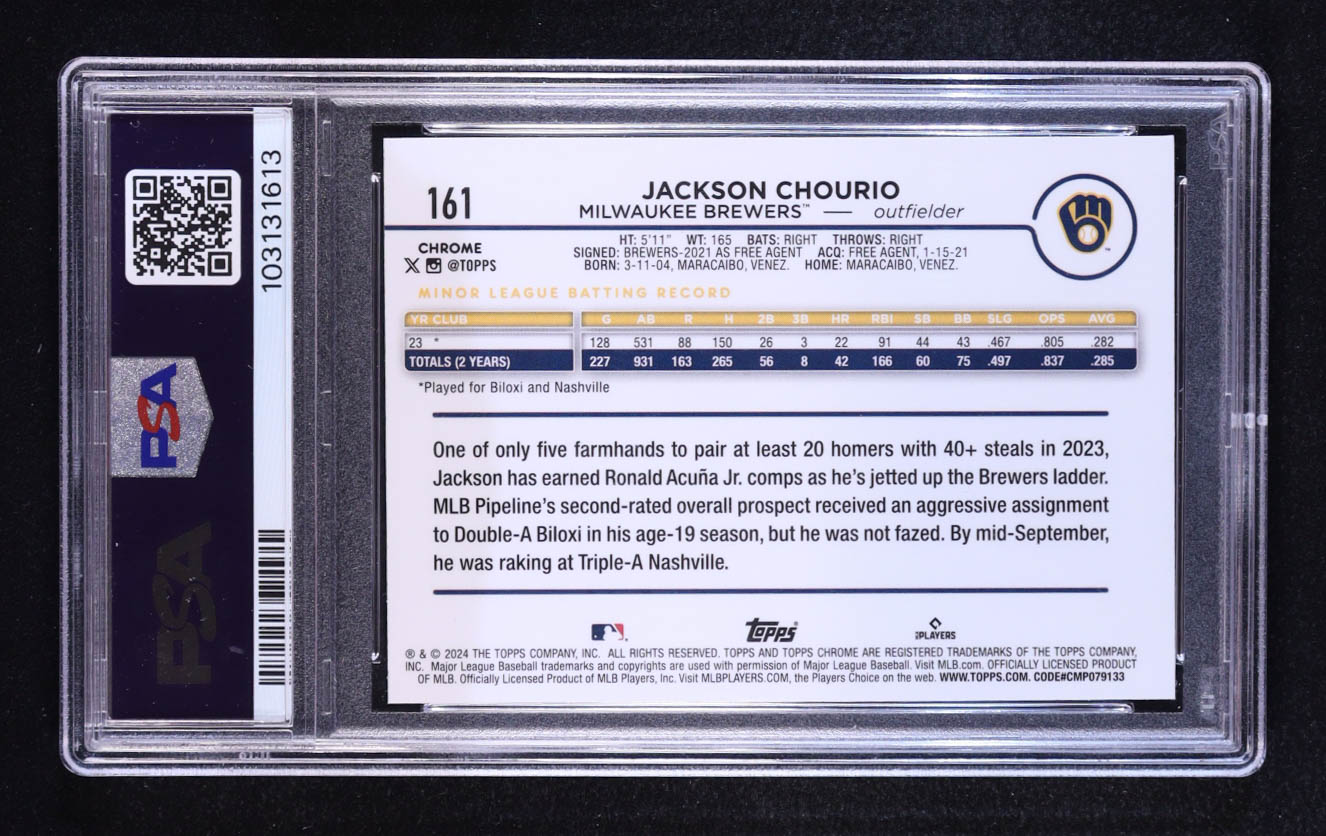 103131613
PSA
PSA
161
JACKSON CHOURIO
MILWAUKEE BREWERS™ — outfielder
CHROME
@TOPPS
HT: 5'11" WT: 165 BATS: RIGHT THROWS: RIGHT
SIGNED: BREWERS-2021 AS FREE AGENT ACQ: FREE AGENT, 1-15-21
BORN: 3-11-04, MARACAIBO, VENEZ. HOME: MARACAIBO, VENEZ.
MINOR LEAGUE BATTING RECORD
YR CLUB G AB R H 2B 3B HR RBI SB BB SLG OPS AVG
23 * 128 531 88 150 26 3 22 91 44 43 .467 .805 .282
TOTALS (2 YEARS) 227 931 163 265 56 8 42 166 60 75 .497 .837 .285
*Played for Biloxi and Nashville
One of only five farmhands to pair at least 20 homers with 40+ steals in 2023,
Jackson has earned Ronald Acuña Jr. comps as he's jetted up the Brewers ladder.
MLB Pipeline's second-rated overall prospect received an aggressive assignment
to Double-A Biloxi in his age-19 season, but he was not fazed. By mid-September,
he was raking at Triple-A Nashville.
Topps
MLB PLAYERS
® & © 2024 THE TOPPS COMPANY, INC. ALL RIGHTS RESERVED. TOPPS AND TOPPS CHROME ARE REGISTERED TRADEMARKS OF THE TOPPS COMPANY,
INC. Major League Baseball trademarks and copyrights are used with permission of Major League Baseball. Visit MLB.com. OFFICIALLY LICENSED PRODUCT
OF MLB. Officially Licensed Product of MLB Players, Inc. Visit MLBPLAYERS.COM, the Players Choice on the web. WWW.TOPPS.COM. CODE#CMP079133